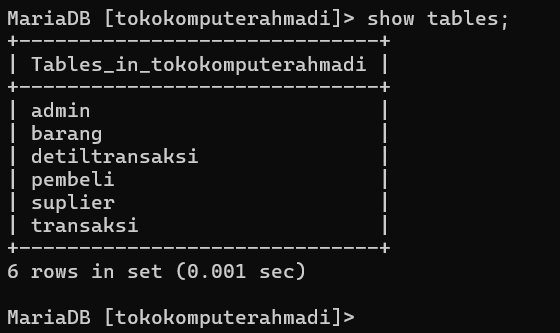 MariaDB [tokokomputerahmadi]> show tables;
+------------------------------+
| Tables_in_tokokomputerahmadi |
+------------------------------+
| admin                        |
| barang                       |
| detiltransaksi               |
| pembeli                      |
| suplier                      |
| transaksi                    |
+------------------------------+
6 rows in set (0.001 sec)
MariaDB [tokokomputerahmadi]>